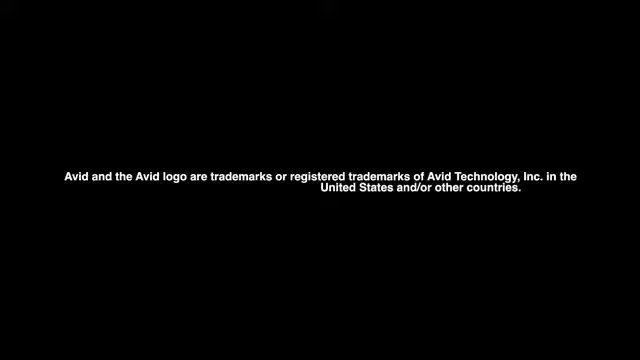 Avid and the Avid logo are trademarks or registered trademarks of Avid Technology, Inc. in the
United States and/or other countries.